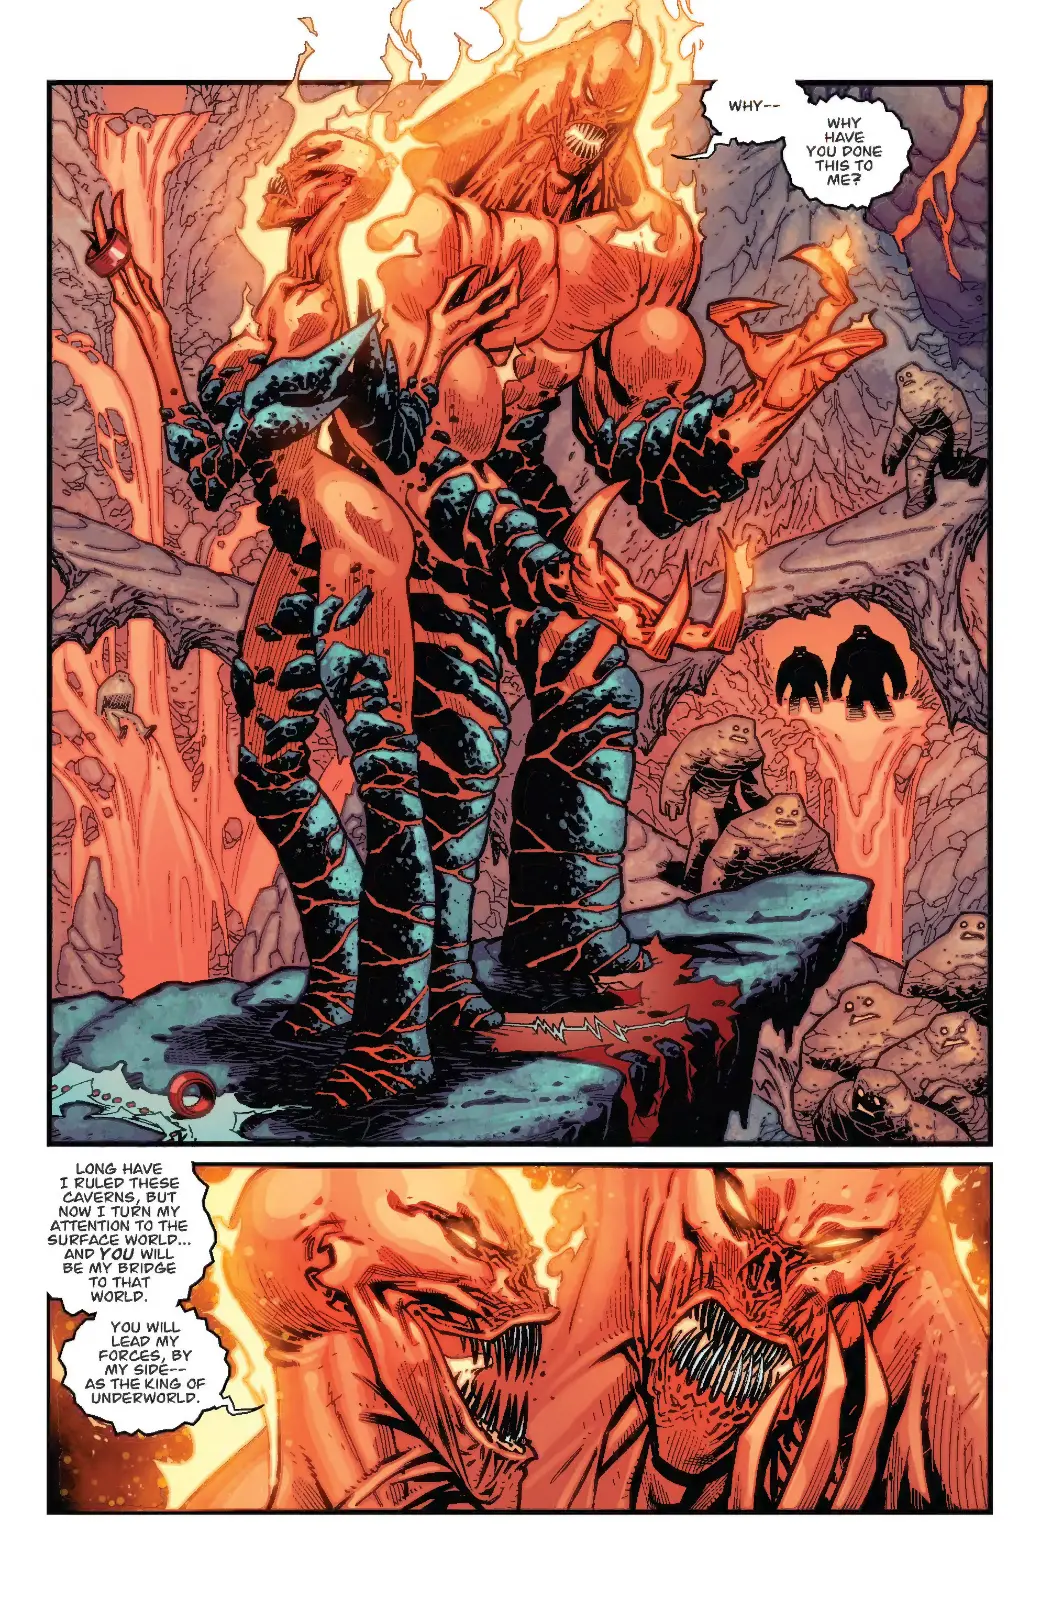 WHY--
WHY
HAVE
YOU DONE
THIS TO
ME?
LONG HAVE
I RULED THESE
CAVERNS, BUT
NOW I TURN MY
ATTENTION TO THE
SURFACE WORLD...
AND YOU WILL
BE MY BRIDGE
TO THAT
WORLD.
YOU WILL
LEAD MY
FORCES, BY
MY SIDE--
AS THE KING OF
UNDERWORLD.